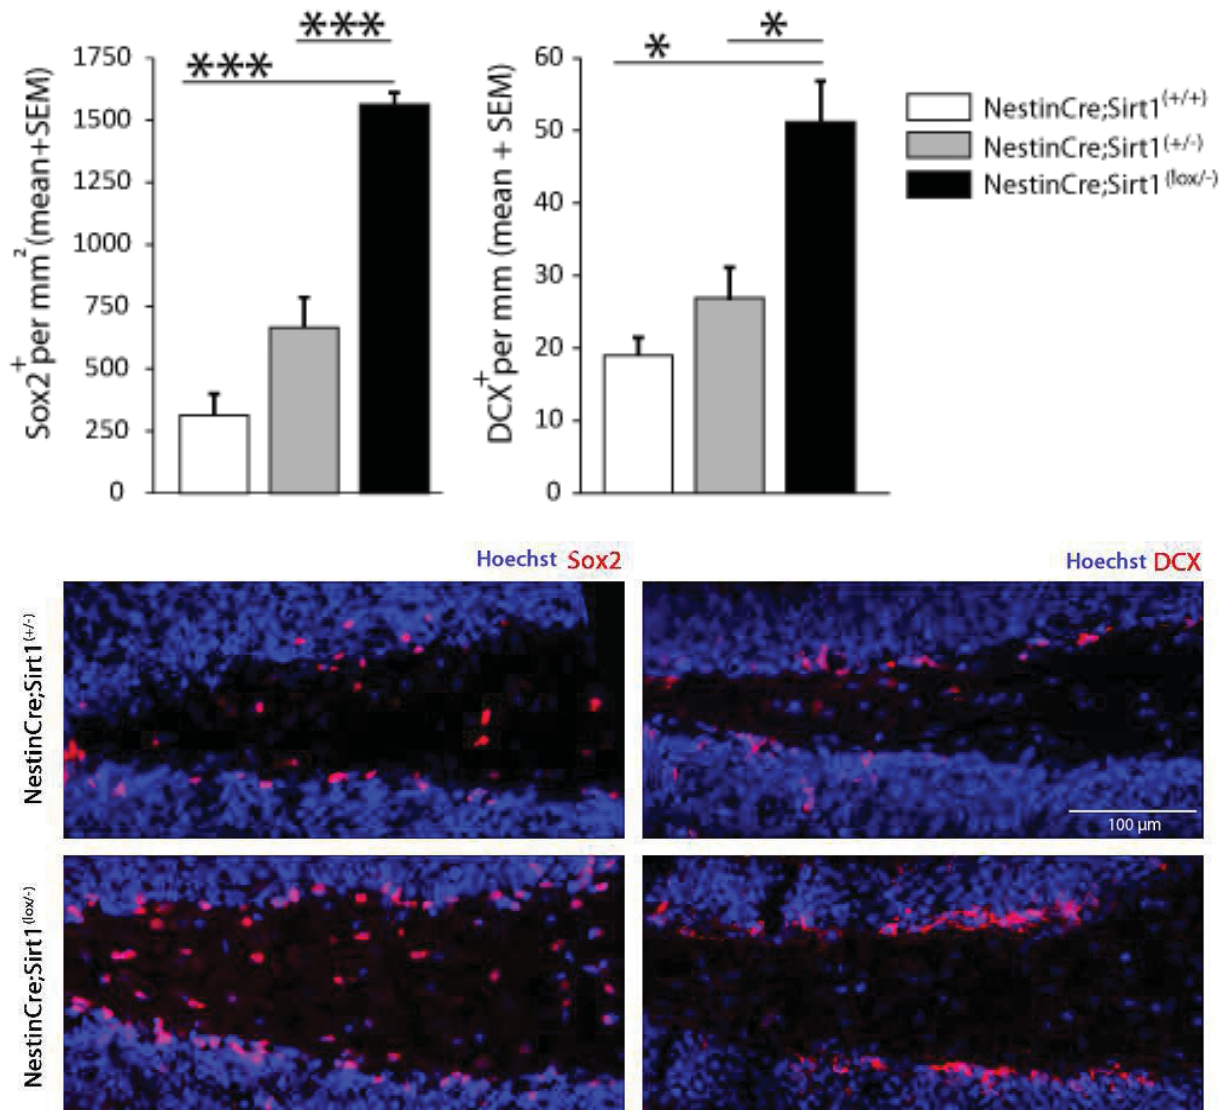 ***
***
Sox2⁺ per mm² (mean+SEM)
1750
1500
1250
1000
750
500
250
0
*
*
DCX⁺ per mm (mean + SEM)
60
50
40
30
20
10
0
NestinCre;Sirt1(+/+)
NestinCre;Sirt1(+/-)
NestinCre;Sirt1(lox/-)
Hoechst Sox2
Hoechst DCX
NestinCre;Sirt1(+/-)
100 µm
NestinCre;Sirt1(lox/-)